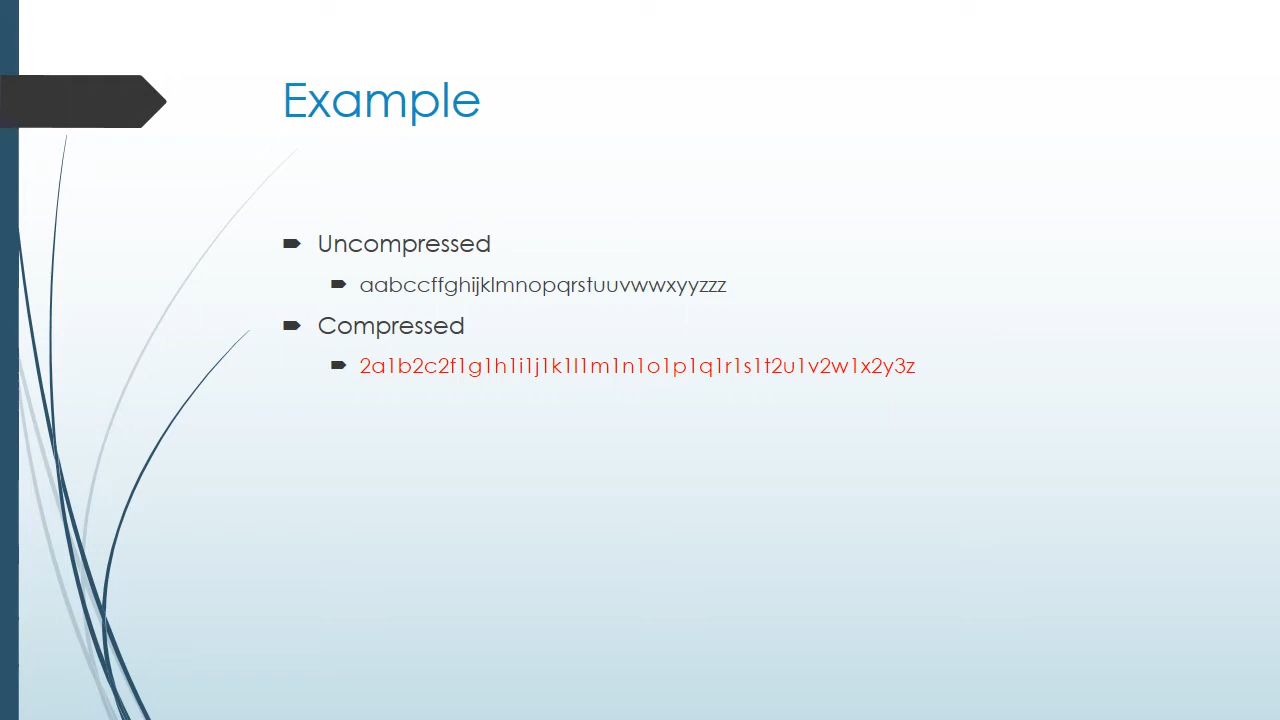 Example
Uncompressed
aabccffghijklmnopqrstuuvwwxyyzzz
Compressed
2a1b2c2f1g1h1i1j1k1l1m1n1o1p1q1r1s1t2u1v2w1x2y3z